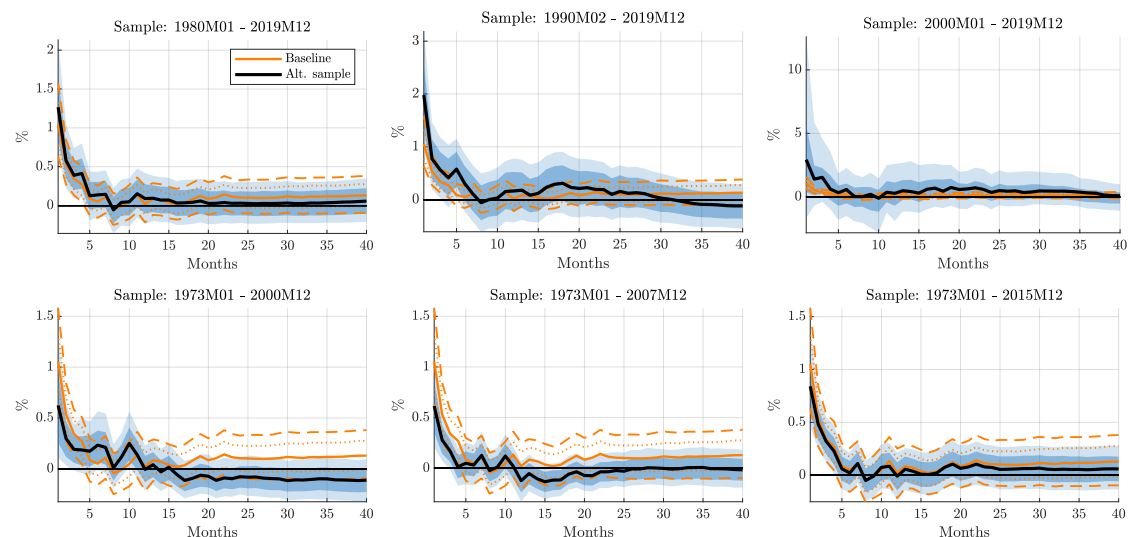 Sample: 1980M01 - 2019M12
2
1.5
1
0.5
0
%
Baseline
Alt. sample
5 10 15 20 25 30 35 40
Months
Sample: 1990M02 - 2019M12
3
2
1
0
%
5 10 15 20 25 30 35 40
Months
Sample: 2000M01 - 2019M12
10
5
0
%
5 10 15 20 25 30 35 40
Months
Sample: 1973M01 - 2000M12
1.5
1
0.5
0
%
5 10 15 20 25 30 35 40
Months
Sample: 1973M01 - 2007M12
1.5
1
0.5
0
%
5 10 15 20 25 30 35 40
Months
Sample: 1973M01 - 2015M12
1.5
1
0.5
0
%
5 10 15 20 25 30 35 40
Months